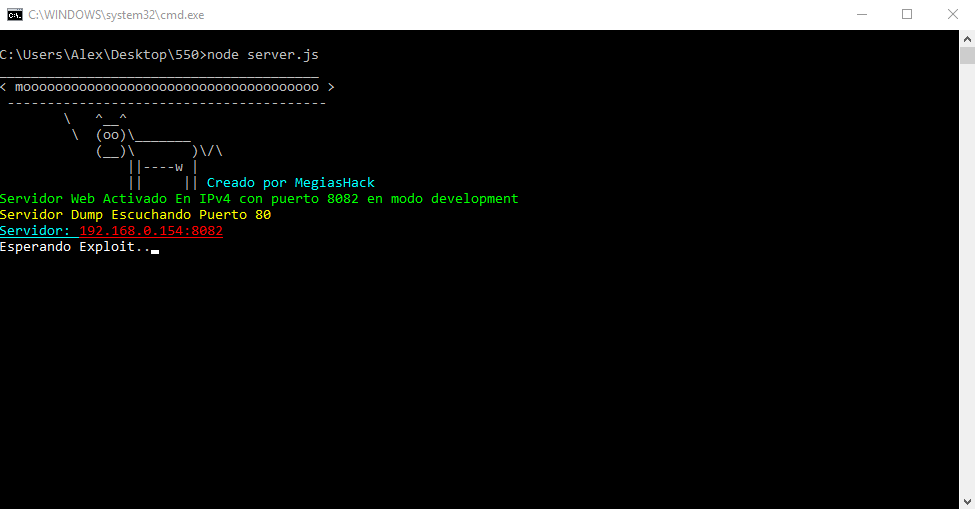 C:\WINDOWS\system32\cmd.exe
C:\Users\Alex\Desktop\550>node server.js
________________________________________
< mooooooooooooooooooooooooooooooooooooo >
 ----------------------------------------
        \   ^__^
         \  (oo)\_______
            (__)\       )\/\
                ||----w |
                ||     || Creado por MegiasHack
Servidor Web Activado En IPv4 con puerto 8082 en modo development
Servidor Dump Escuchando Puerto 80
Servidor: 192.168.0.154:8082
Esperando Exploit..